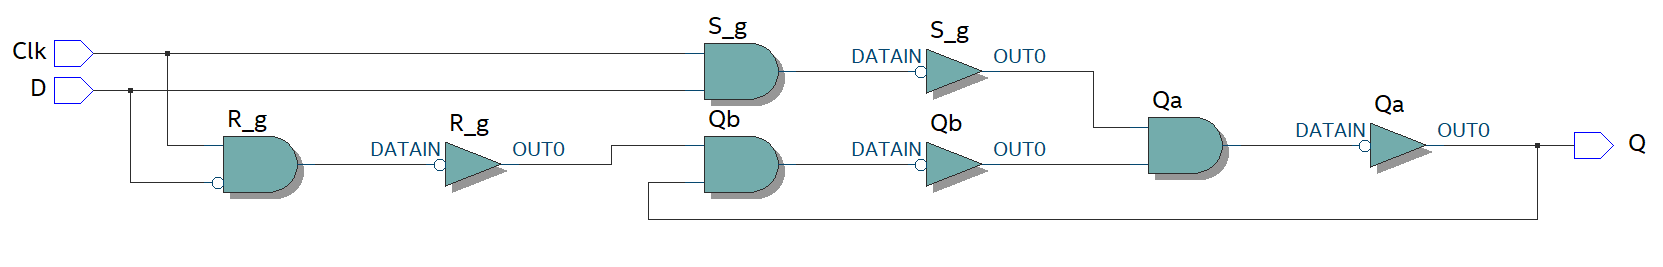 Clk
D
R_g
DATAIN
R_g
OUT0
S_g
DATAIN
S_g
OUT0
Qb
DATAIN
Qb
OUT0
Qa
DATAIN
Qa
OUT0
Q